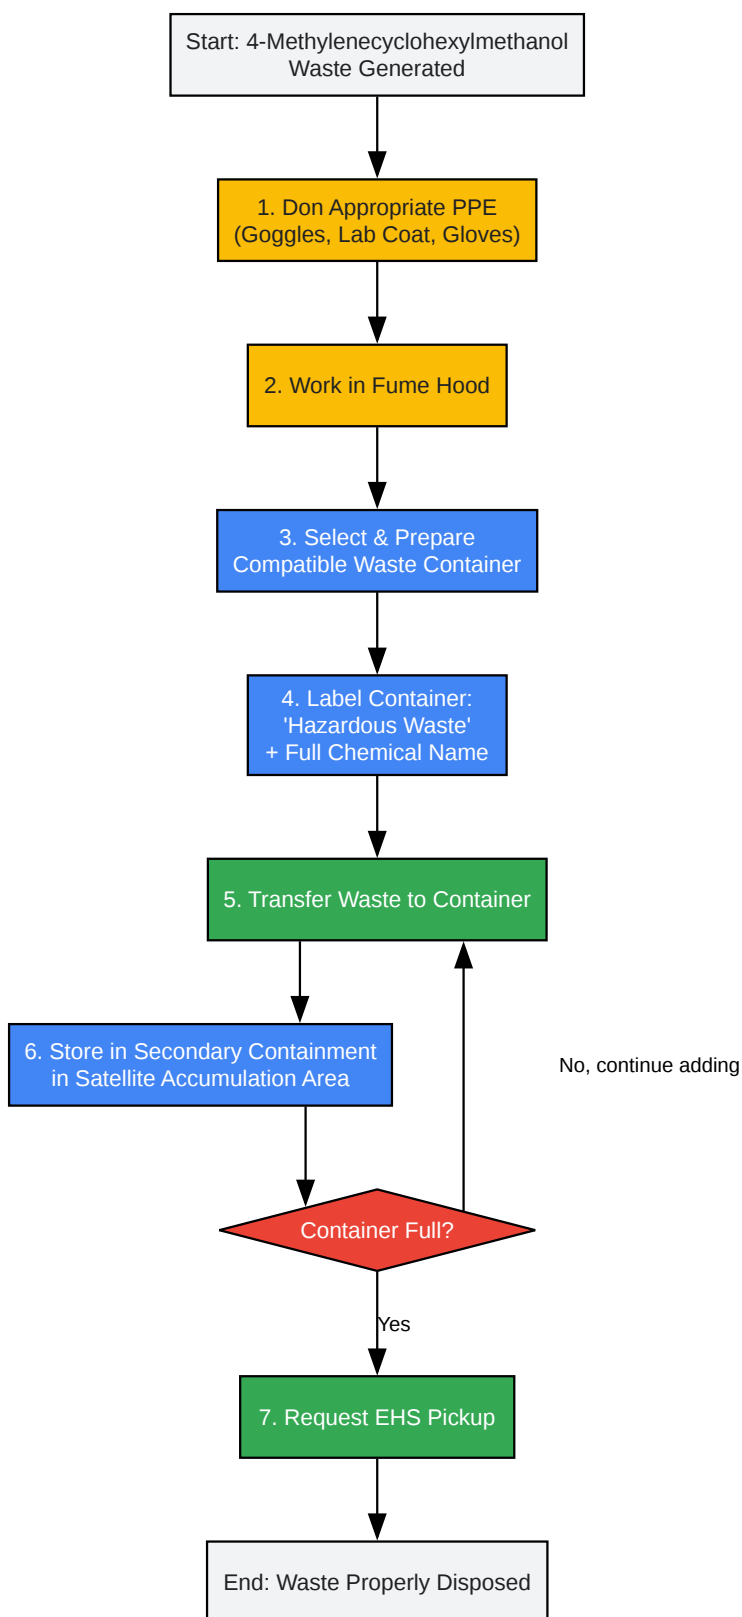 Start: 4-Methylenecyclohexylmethanol
Waste Generated
1. Don Appropriate PPE
(Goggles, Lab Coat, Gloves)
2. Work in Fume Hood
3. Select & Prepare
Compatible Waste Container
4. Label Container:
'Hazardous Waste'
+ Full Chemical Name
5. Transfer Waste to Container
6. Store in Secondary Containment
in Satellite Accumulation Area
No, continue adding
Container Full?
Yes
7. Request EHS Pickup
End: Waste Properly Disposed